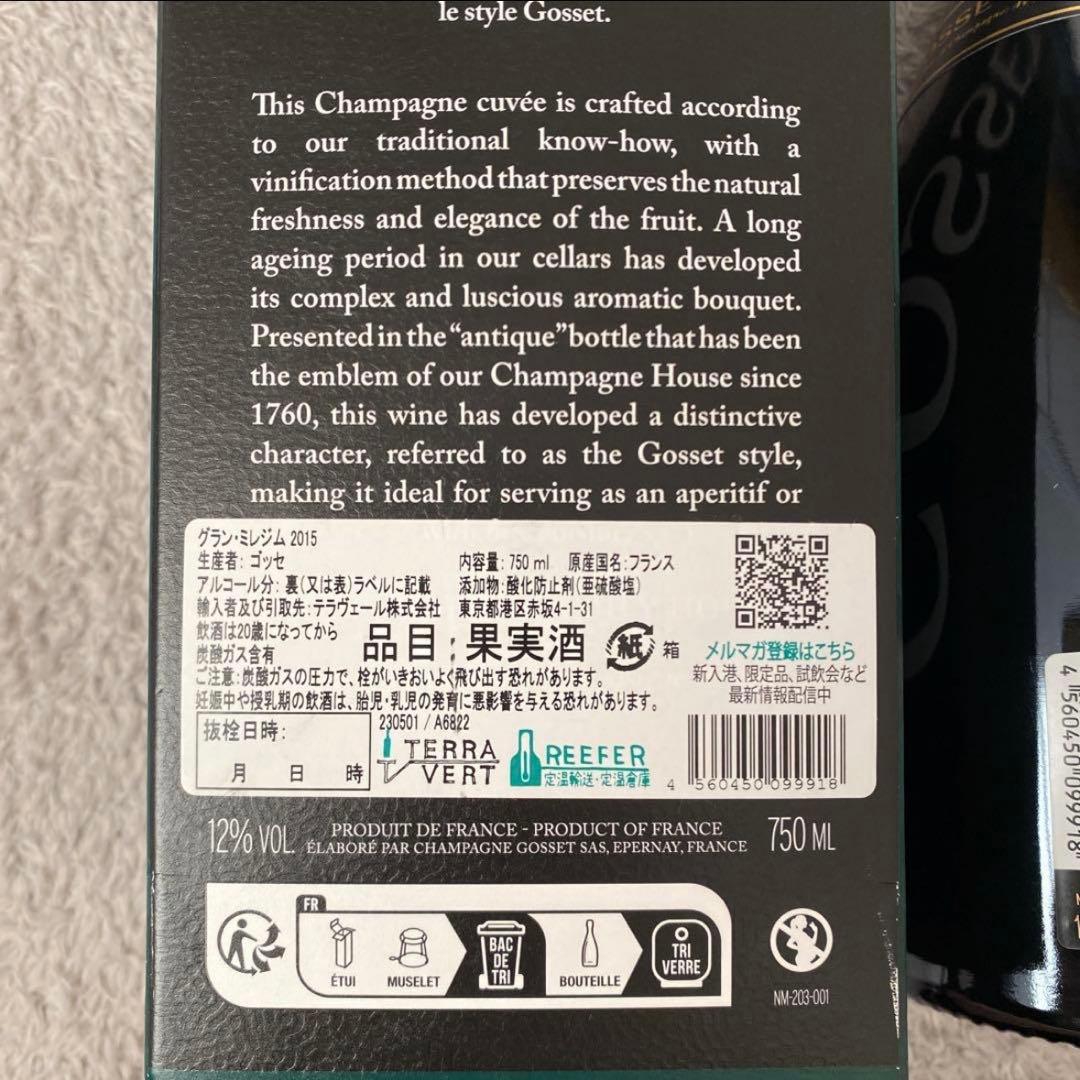 le style Gosset.
This Champagne cuvée is crafted according
to our traditional know-how, with a
vinification method that preserves the natural
freshness and elegance of the fruit. A long
ageing period in our cellars has developed
its complex and luscious aromatic bouquet.
Presented in the “antique” bottle that has been
the emblem of our Champagne House since
1760, this wine has developed a distinctive
character, referred to as the Gosset style,
making it ideal for serving as an aperitif or
グラン・ミレジム 2015
生産者: ゴッセ 内容量: 750 ml 原産国名: フランス
アルコール分: 裏(又は表)ラベルに記載 添加物: 酸化防止剤(亜硫酸塩)
輸入者及び引取先: テラヴェール株式会社 東京都港区赤坂4-1-31
飲酒は20歳になってから
炭酸ガス含有
品目: 果実酒 紙 箱
ご注意: 炭酸ガスの圧力で、栓がいきおいよく飛び出す恐れがあります。
妊娠中や授乳期の飲酒は、胎児・乳児の発育に悪影響を与える恐れがあります。
メルマガ登録はこちら
新入港、限定品、試飲会など
最新情報配信中
抜栓日時:
月 日 時
230501 / A6822
TERRA
VERT
REEFER
定温輸送・定温倉庫
4 560450 099918
12% VOL.
PRODUIT DE FRANCE - PRODUCT OF FRANCE
ÉLABORÉ PAR CHAMPAGNE GOSSET SAS, EPERNAY, FRANCE
750 ML
FR
ÉTUI
MUSELET
BAC
DE
TRI
BOUTEILLE
TRI
VERRE
NM-203-001
4 560450 099918